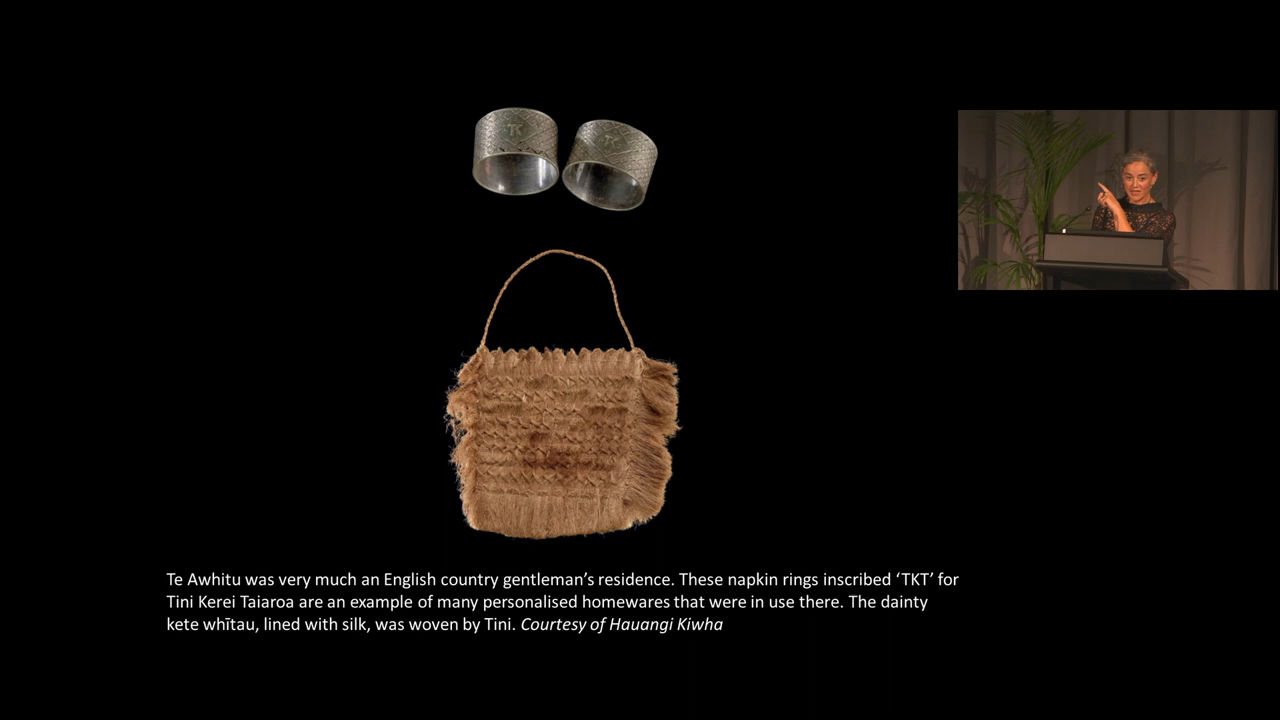 Te Awhitu was very much an English country gentleman’s residence. These napkin rings inscribed ‘TKT’ for
Tini Kerei Taiaroa are an example of many personalised homewares that were in use there. The dainty
kete whītau, lined with silk, was woven by Tini. Courtesy of Hauangi Kiwha